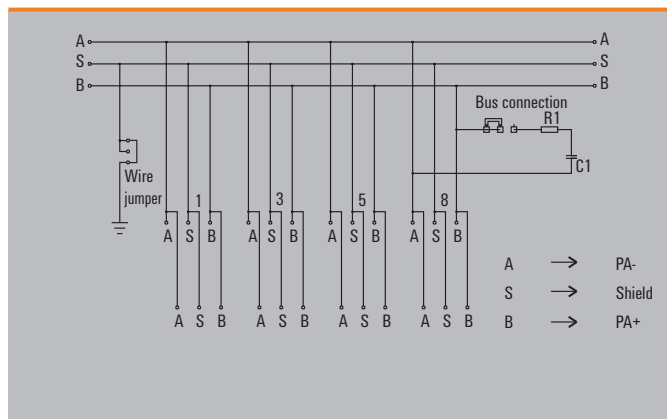 A A
S S
B B
Bus connection
R1
C1
Wire
jumper
1 3 5 8
A S B A S B A S B A S B
A PA-
S Shield
A S B A S B A S B A S B
B PA+